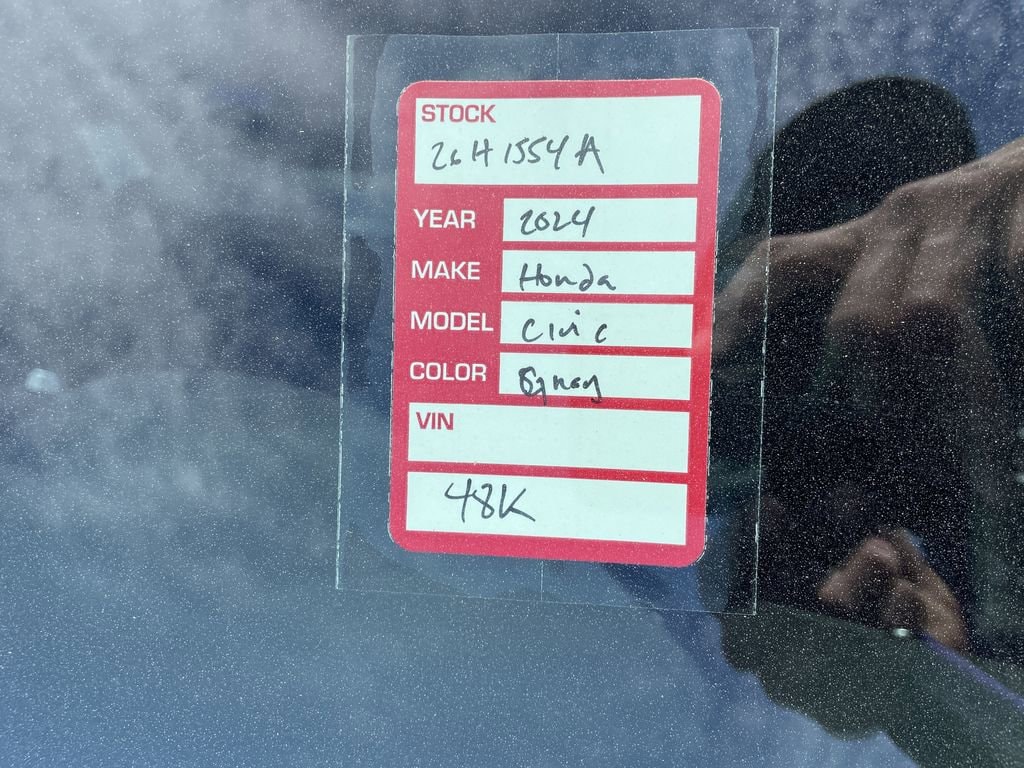 STOCK
26H1554A
YEAR 2024
MAKE Honda
MODEL Civic
COLOR
VIN
48K